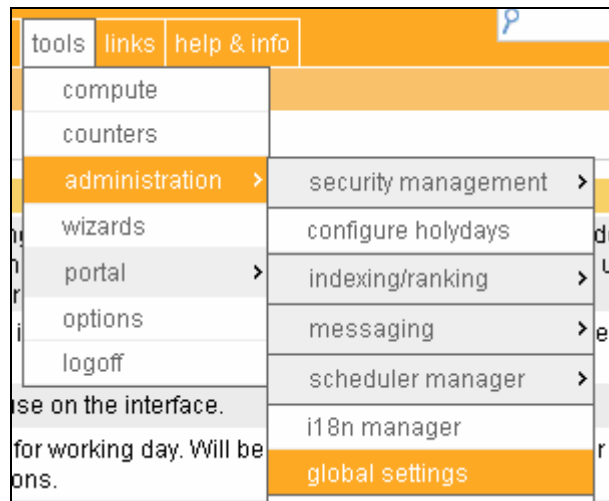 tools links help & info
compute
counters
administration
security management
wizards
configure holydays
portal
indexing/ranking
options
messaging
logoff
scheduler manager
use on the interface.
i18n manager
for working day. Will be
global settings
ons.